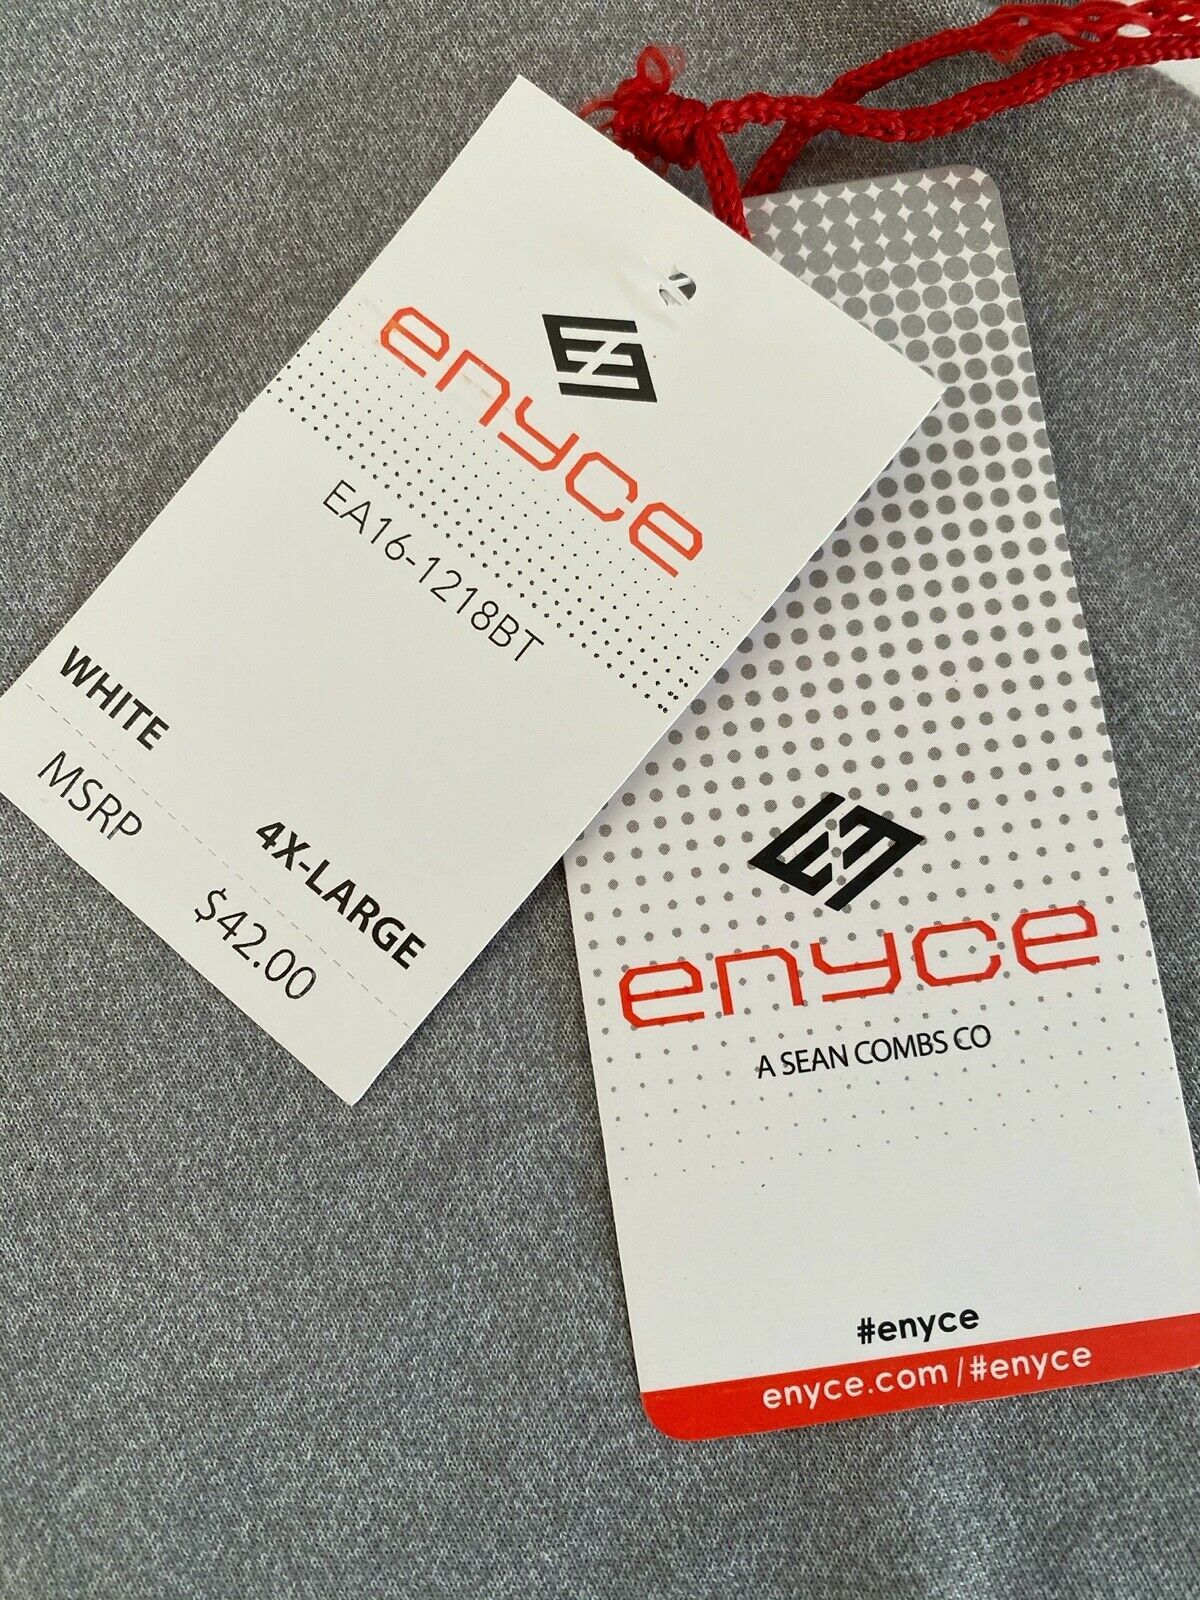 enyce
EA16-1218BT
WHITE
4X-LARGE
MSRP
$42.00
enyce
A SEAN COMBS CO
#enyce
enyce.com/#enyce